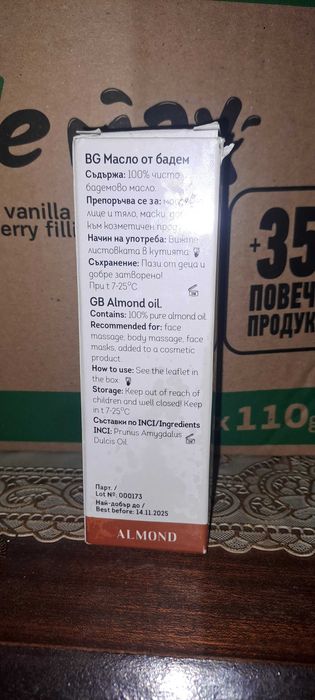 vanilla
erry filli
+35
ПОВЕЧ
ПРОДУК
x110g
BG Масло от бадем
Съдържа: 100% чисто
бадемово масло.
Препоръчва се за:
лице и тяло, маски,
към козметичен
Начин на употреба: Вижте
листовката в кутията.
Съхранение: Пази от деца и
добре затворено!
При t 7-25°C
GB Almond oil.
Contains: 100% pure almond oil.
Recommended for: face
massage, body massage, face
masks, added to a cosmetic
product.
How to use: See the leaflet in
the box
Storage: Keep out of reach of
children and well closed! Keep
in t 7-25°C
Съставки по INCI/Ingredients
INCI: Prunus Amygdalus
Dulcis Oil
Парт. /
Lot №: 000173
Най-добър до /
Best before: 14.11.2025
ALMOND